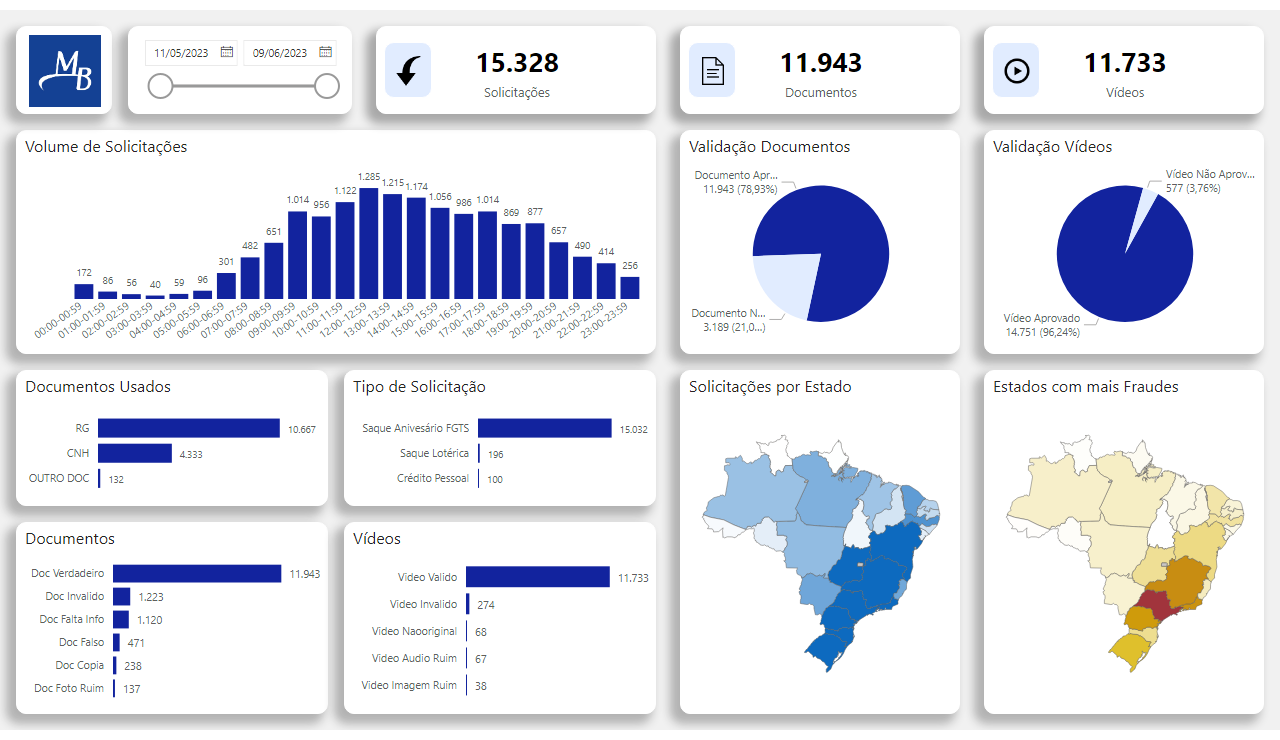 MB
11/05/2023
09/06/2023
15.328
Solicitações
11.943
Documentos
11.733
Vídeos
Volume de Solicitações
172
86
56
40
59
96
301
482
651
1.014
956
1.122
1.285
1.215
1.174
1.056
986
1.014
869
877
657
490
414
256
00:00-00:59
01:00-01:59
02:00-02:59
03:00-03:59
04:00-04:59
05:00-05:59
06:00-06:59
07:00-07:59
08:00-08:59
09:00-09:59
10:00-10:59
11:00-11:59
12:00-12:59
13:00-13:59
14:00-14:59
15:00-15:59
16:00-16:59
17:00-17:59
18:00-18:59
19:00-19:59
20:00-20:59
21:00-21:59
22:00-22:59
23:00-23:59
Validação Documentos
Documento Apr...
11.943 (78,93%)
Documento N...
3.189 (21,0...)
Validação Vídeos
Vídeo Não Aprov...
577 (3,76%)
Vídeo Aprovado
14.751 (96,24%)
Documentos Usados
RG 10.667
CNH 4.333
OUTRO DOC 132
Tipo de Solicitação
Saque Anivesário FGTS 15.032
Saque Lotérica 196
Crédito Pessoal 100
Solicitações por Estado
Estados com mais Fraudes
Documentos
Doc Verdadeiro 11.943
Doc Invalido 1.223
Doc Falta Info 1.120
Doc Falso 471
Doc Copia 238
Doc Foto Ruim 137
Vídeos
Video Valido 11.733
Video Invalido 274
Video Naooriginal 68
Video Audio Ruim 67
Video Imagem Ruim 38